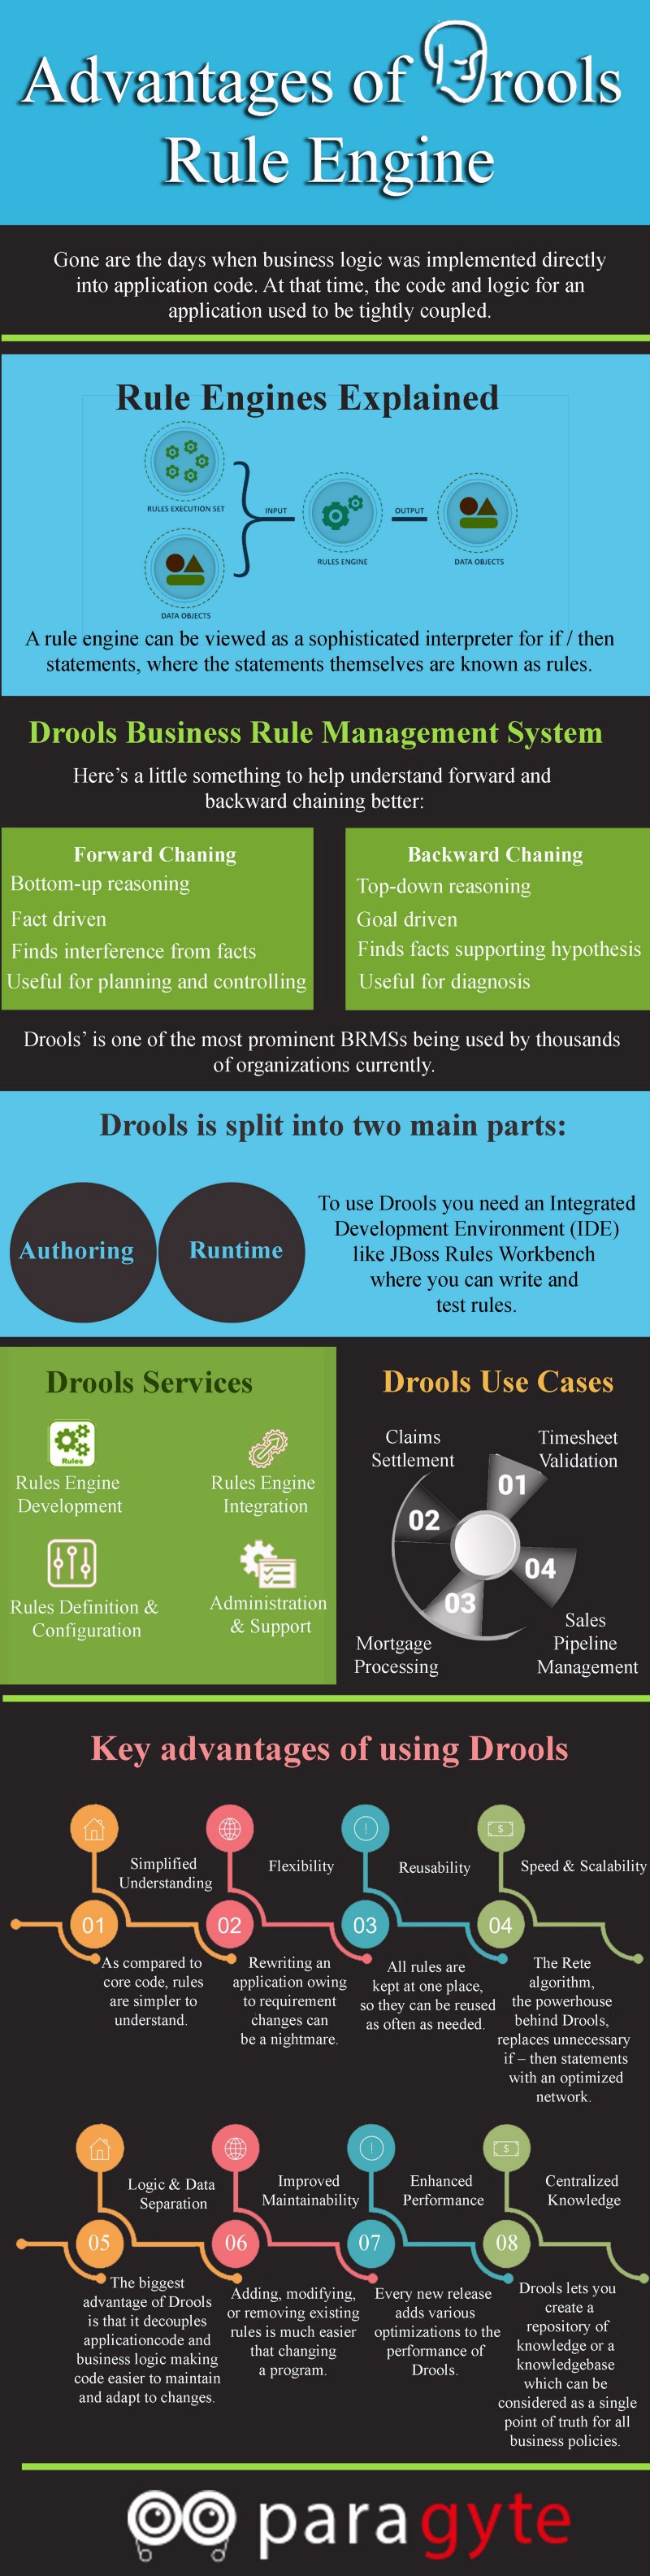 Advantages of Drools
Rule Engine
Gone are the days when business logic was implemented directly
into application code. At that time, the code and logic for an
application used to be tightly coupled.
Rule Engines Explained
RULES EXECUTION SET
INPUT
OUTPUT
RULES ENGINE
DATA OBJECTS
DATA OBJECTS
A rule engine can be viewed as a sophisticated interpreter for if / then
statements, where the statements themselves are known as rules.
Drools Business Rule Management System
Here's a little something to help understand forward and
backward chaining better:
Forward Chaning
Bottom-up reasoning
Fact driven
Finds interference from facts
Useful for planning and controlling
Backward Chaning
Top-down reasoning
Goal driven
Finds facts supporting hypothesis
Useful for diagnosis
Drools' is one of the most prominent BRMSs being used by thousands
of organizations currently.
Drools is split into two main parts:
Authoring
Runtime
To use Drools you need an Integrated
Development Environment (IDE)
like JBoss Rules Workbench
where you can write and
test rules.
Drools Services
Rules
Rules Engine
Development
Rules Engine
Integration
Rules Definition &
Configuration
Administration
& Support
Drools Use Cases
Claims
Settlement
Timesheet
Validation
01
02
04
03
Sales
Pipeline
Management
Mortgage
Processing
Key advantages of using Drools
Simplified
Understanding
Flexibility
Reusability
Speed & Scalability
01
02
03
04
As compared to
core code, rules
are simpler to
understand.
Rewriting an
application owing
to requirement
changes can
be a nightmare.
All rules are
kept at one place,
so they can be reused
as often as needed.
The Rete
algorithm,
the powerhouse
behind Drools,
replaces unnecessary
if – then statements
with an optimized
network.
Logic & Data
Separation
Improved
Maintainability
Enhanced
Performance
Centralized
Knowledge
05
06
07
08
The biggest
advantage of Drools
is that it decouples
applicationcode and
business logic making
code easier to maintain
and adapt to changes.
Adding, modifying,
or removing existing
rules is much easier
that changing
a program.
Every new release
adds various
optimizations to the
performance of
Drools.
Drools lets you
create a
repository of
knowledge or a
knowledgebase
which can be
considered as a single
point of truth for all
business policies.
paragyte